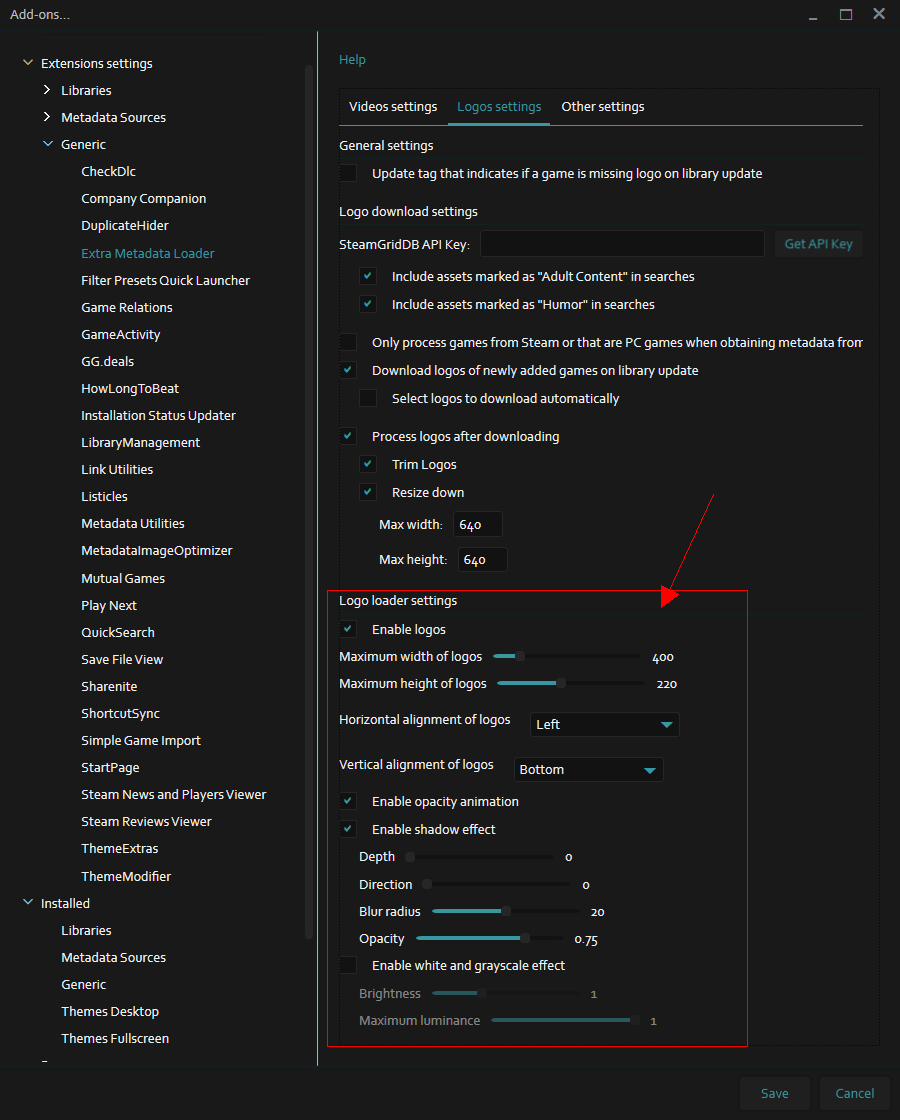 Add-ons...
Extensions settings
Libraries
Metadata Sources
Generic
CheckDlc
Company Companion
DuplicateHider
Extra Metadata Loader
Filter Presets Quick Launcher
Game Relations
GameActivity
GG.deals
HowLongToBeat
Installation Status Updater
LibraryManagement
Link Utilities
Listicles
Metadata Utilities
MetadataImageOptimizer
Mutual Games
Play Next
QuickSearch
Save File View
Sharenite
ShortcutSync
Simple Game Import
StartPage
Steam News and Players Viewer
Steam Reviews Viewer
ThemeExtras
ThemeModifier
Installed
Libraries
Metadata Sources
Generic
Themes Desktop
Themes Fullscreen
Help
Videos settings Logos settings Other settings
General settings
Update tag that indicates if a game is missing logo on library update
Logo download settings
SteamGridDB API Key: Get API Key
Include assets marked as "Adult Content" in searches
Include assets marked as "Humor" in searches
Only process games from Steam or that are PC games when obtaining metadata from
Download logos of newly added games on library update
Select logos to download automatically
Process logos after downloading
Trim Logos
Resize down
Max width: 640
Max height: 640
Logo loader settings
Enable logos
Maximum width of logos 400
Maximum height of logos 220
Horizontal alignment of logos Left
Vertical alignment of logos Bottom
Enable opacity animation
Enable shadow effect
Depth 0
Direction 0
Blur radius 20
Opacity 0.75
Enable white and grayscale effect
Brightness 1
Maximum luminance 1
Save Cancel